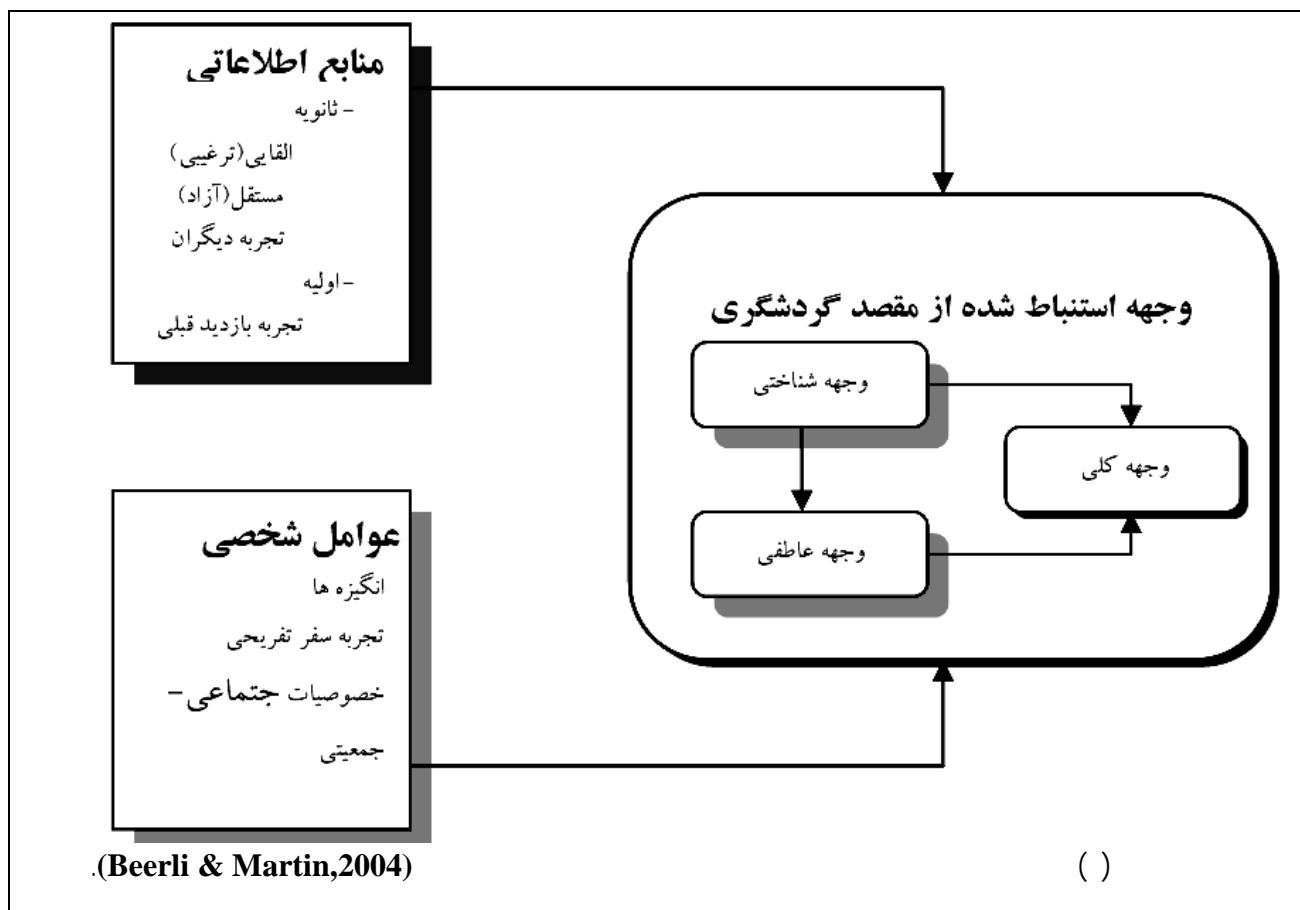 منابع اطلاعاتی
- ثانویه
القایی(ترغیبی)
مستقل(آزاد)
تجربه دیگران
- اولیه
تجربه بازدید قبلی
وجهه استنباط شده از مقصد گردشگری
وجهه شناختی
وجهه کلی
وجهه عاطفی
عوامل شخصی
انگیزه ها
تجربه سفر تفریحی
خصوصیات جتماعی-
جمعیتی
( )
(Beerli & Martin,2004).